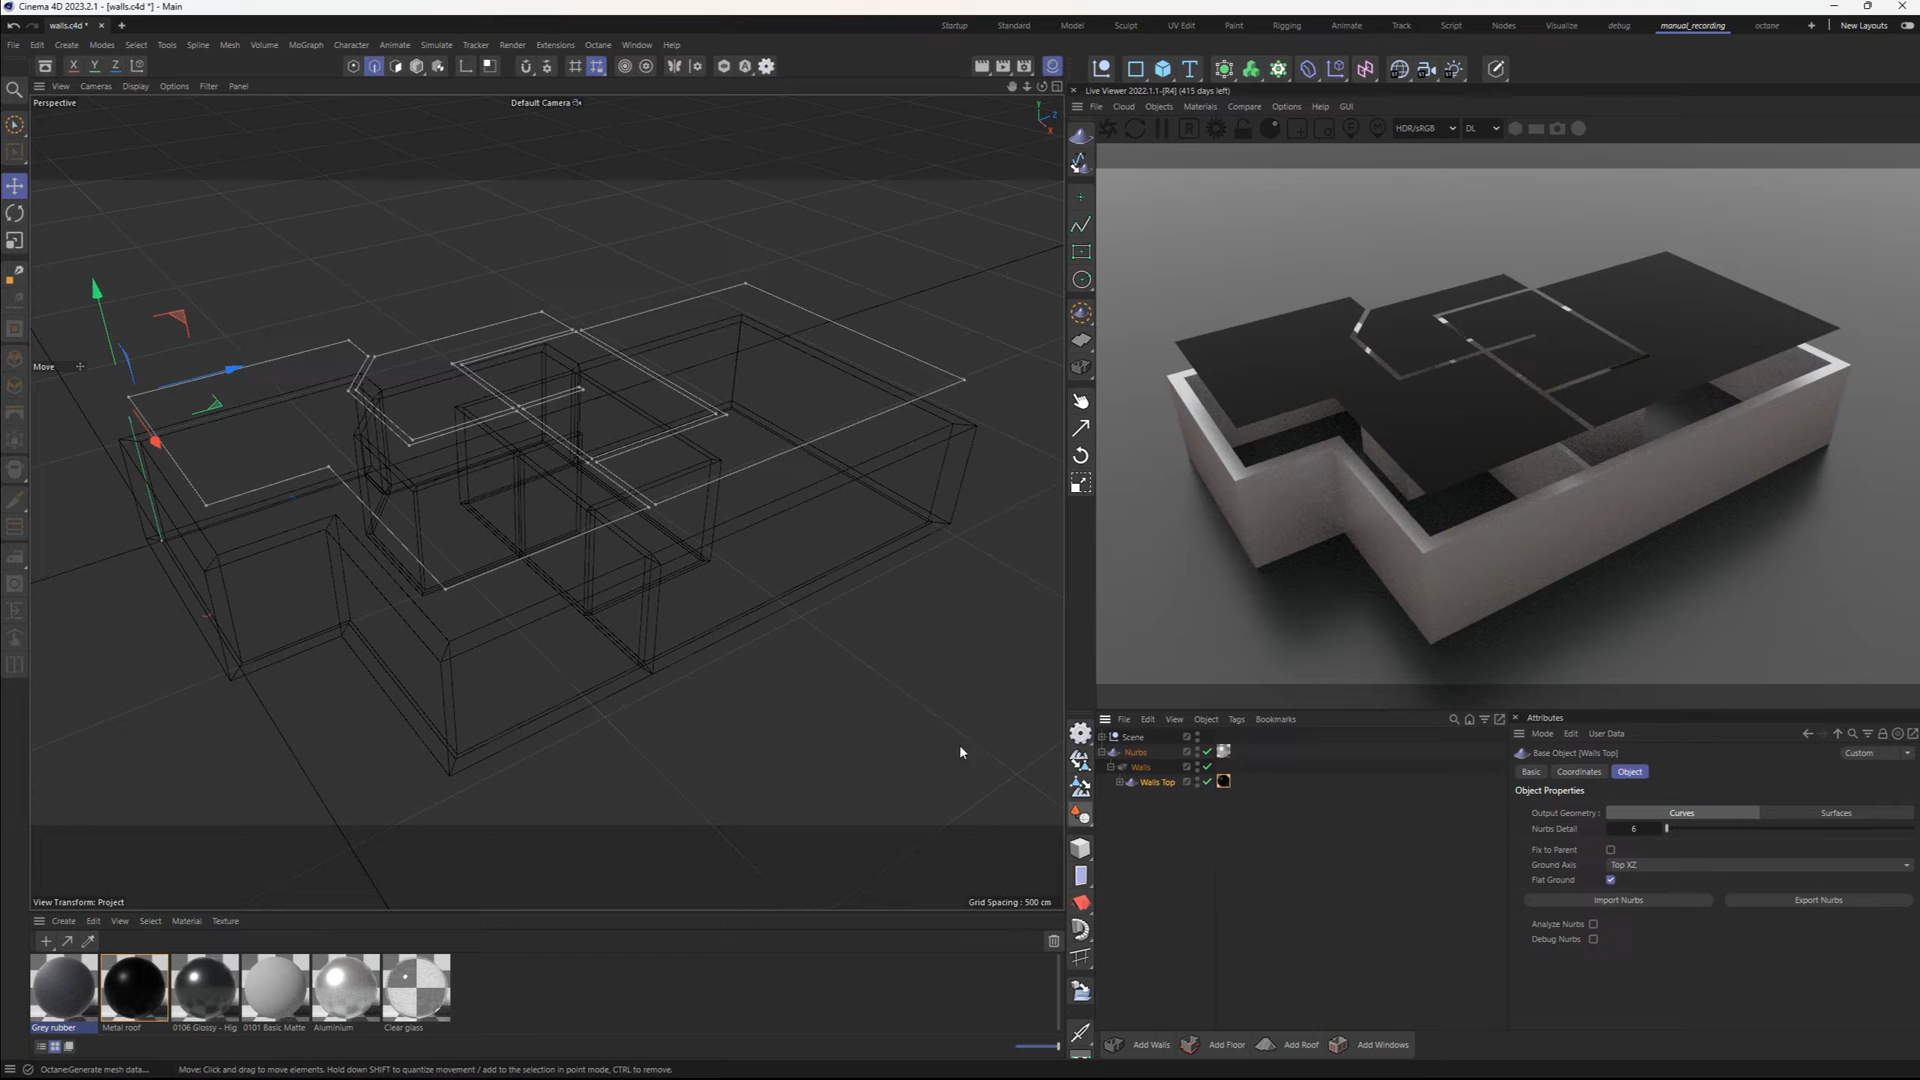 Cinema 4D 2023.2.1 - [walls.c4d *] - Main
walls.c4d *
Startup Standard Model Sculpt UV Edit Paint Rigging Animate Track Script Nodes Visualize debug manual_recording octane New Layouts
File Edit Create Modes Select Tools Spline Mesh Volume MoGraph Character Animate Simulate Tracker Render Extensions Octane Window Help
X Y Z
View Cameras Display Options Filter Panel
Live Viewer 2022.1.1-[R4] (415 days left)
Perspective
Default Camera
File Cloud Objects Materials Compare Options Help GUI
HDR/sRGB DL
Y
Z
X
Move
View Transform: Project
Grid Spacing : 500 cm
File Edit View Object Tags Bookmarks
Scene
Nurbs
Walls
Walls Top
Attributes
Mode Edit User Data
Base Object [Walls Top]
Custom
Basic Coordinates Object
Object Properties
Output Geometry : Curves Surfaces
Nurbs Detail 6
Fix to Parent
Ground Axis Top XZ
Flat Ground
Import Nurbs Export Nurbs
Analyze Nurbs
Debug Nurbs
Create Edit View Select Material Texture
Grey rubber Metal roof 0106 Glossy - Hig 0101 Basic Matte Aluminium Clear glass
Add Walls Add Floor Add Roof Add Windows
Octane:Generate mesh data... Move: Click and drag to move elements. Hold down SHIFT to quantize movement / add to the selection in point mode, CTRL to remove.